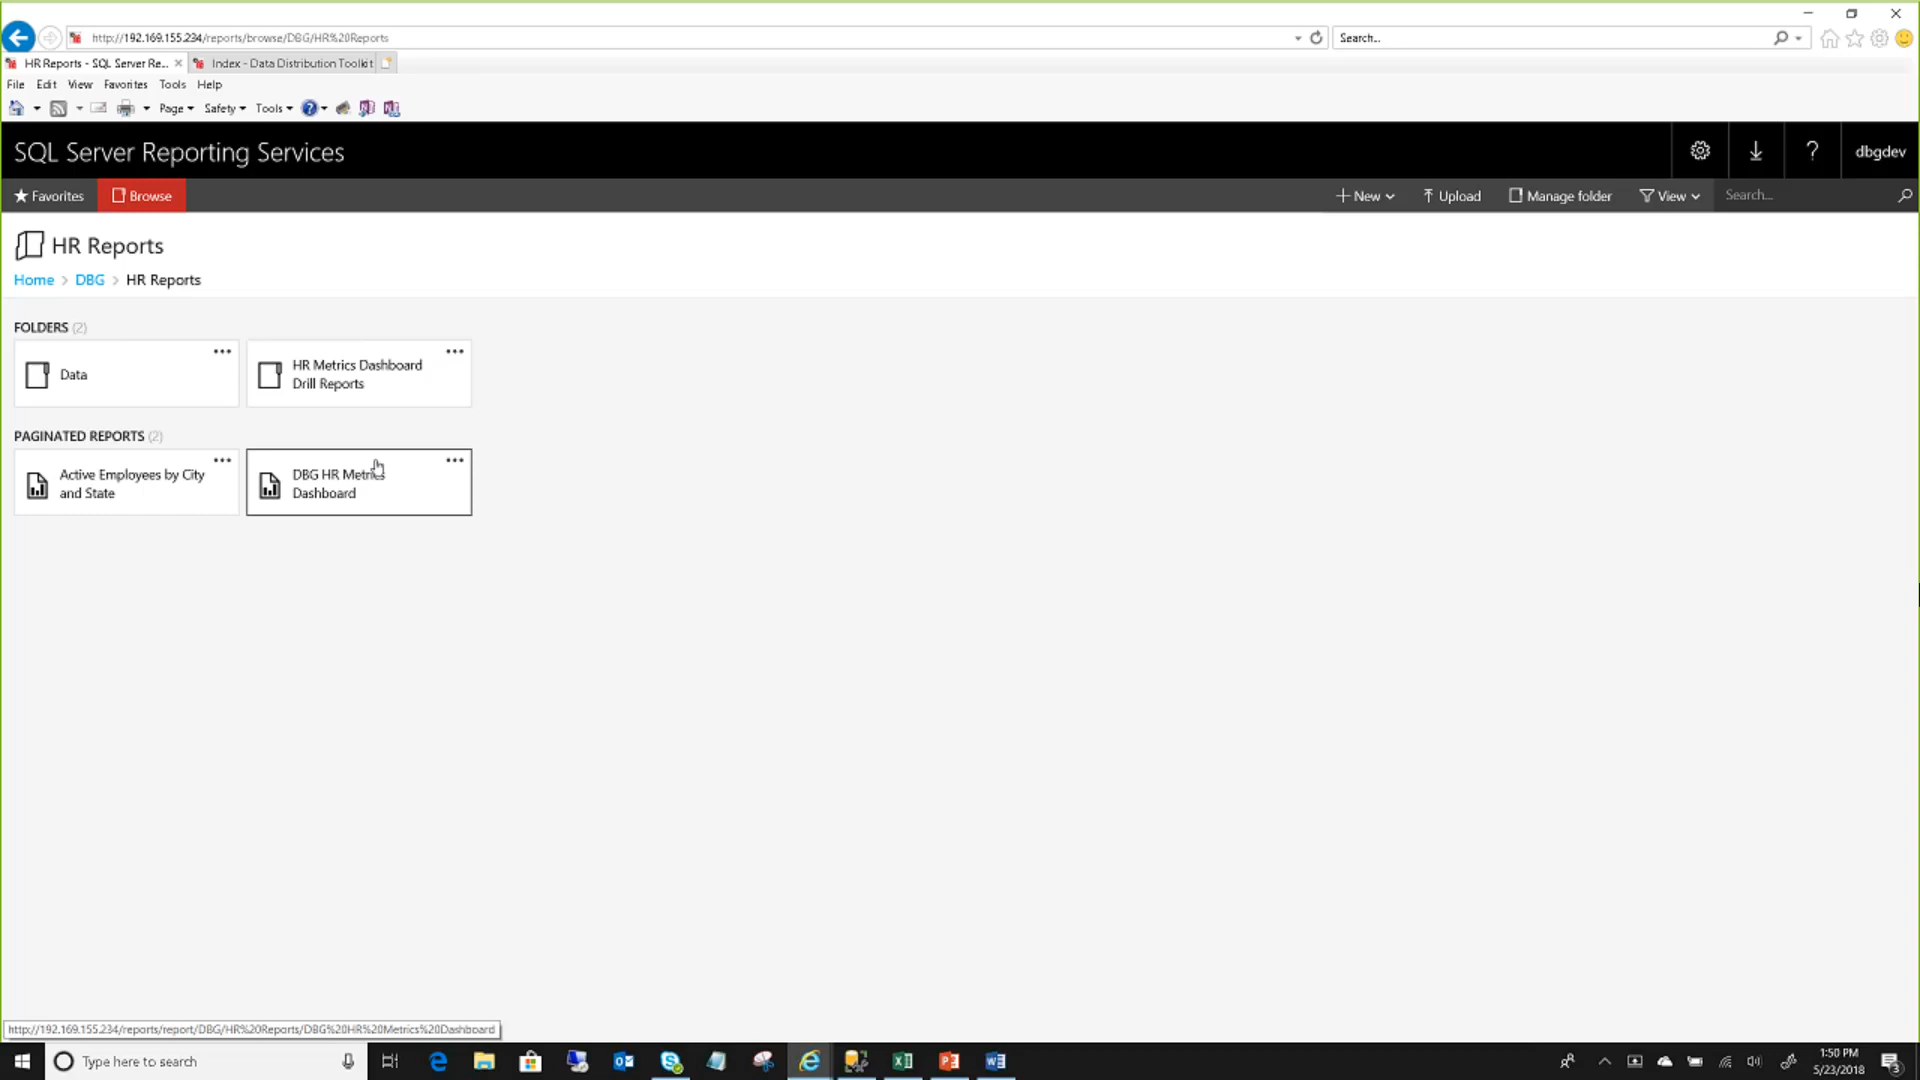 http://192.169.155.234/reports/browse/DBG/HR%20Reports
Search...
HR Reports - SQL Server Re...
Index - Data Distribution Toolkit
File Edit View Favorites Tools Help
Page Safety Tools
SQL Server Reporting Services
dbgdev
Favorites Browse
New Upload Manage folder View Search...
HR Reports
Home > DBG > HR Reports
FOLDERS (2)
Data
HR Metrics Dashboard
Drill Reports
PAGINATED REPORTS (2)
Active Employees by City
and State
DBG HR Metrics
Dashboard
http://192.169.155.234/reports/report/DBG/HR%20Reports/DBG%20HR%20Metrics%20Dashboard
Type here to search
1:50 PM
5/23/2018
3